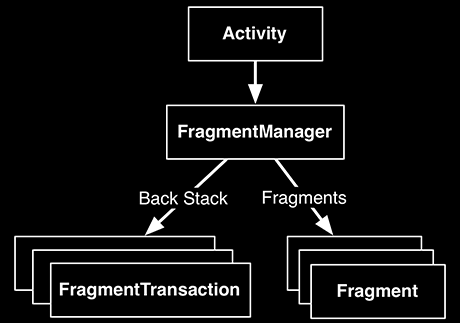 Activity
FragmentManager
Back Stack
Fragments
FragmentTransaction
Fragment